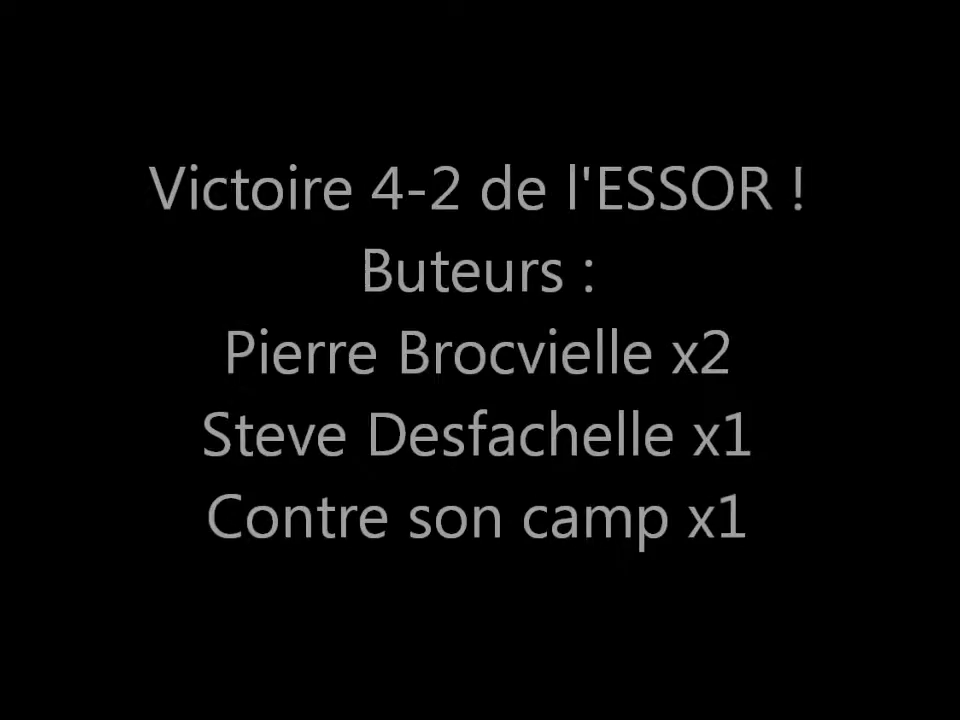 Victoire 4-2 de l'ESSOR !
Buteurs :
Pierre Brocvielle x2
Steve Desfachelle x1
Contre son camp x1